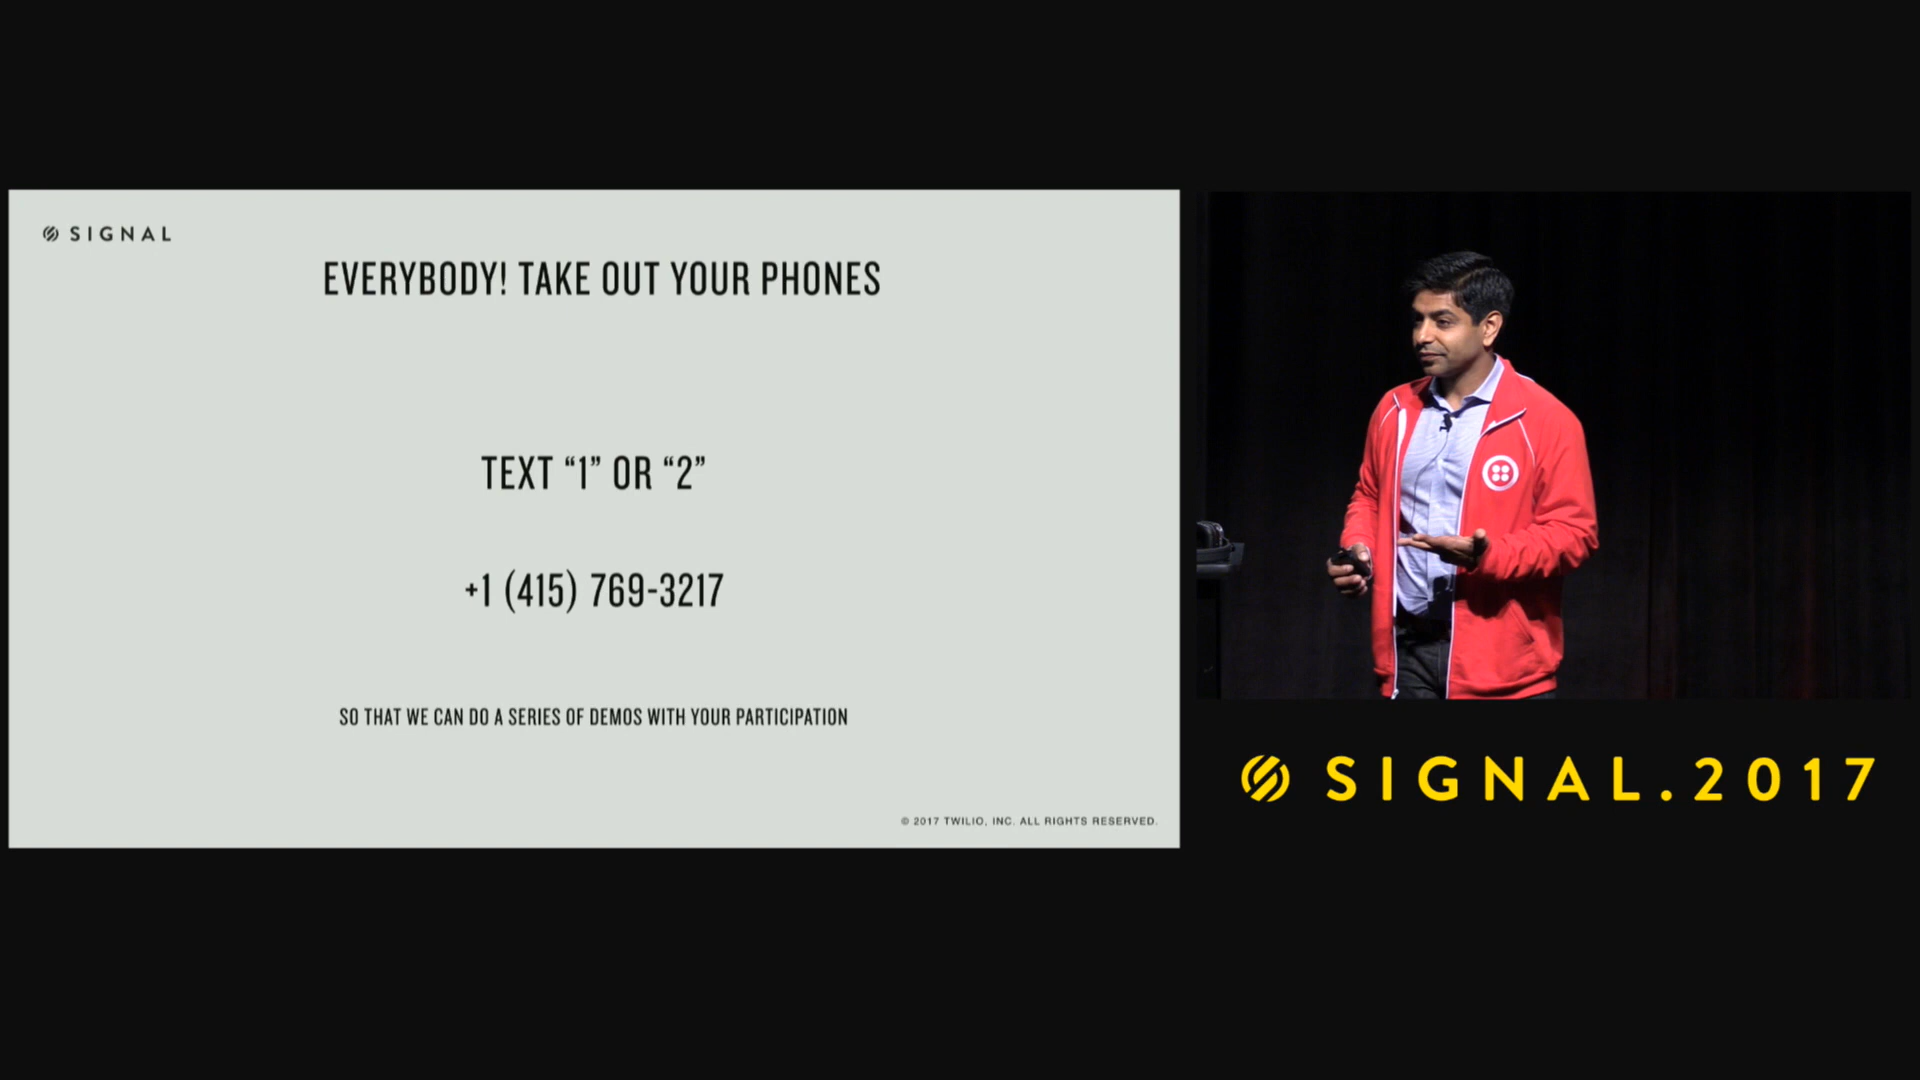 SIGNAL
EVERYBODY! TAKE OUT YOUR PHONES
TEXT “1” OR “2”
+1 (415) 769-3217
SO THAT WE CAN DO A SERIES OF DEMOS WITH YOUR PARTICIPATION
© 2017 TWILIO, INC. ALL RIGHTS RESERVED.
SIGNAL.2017